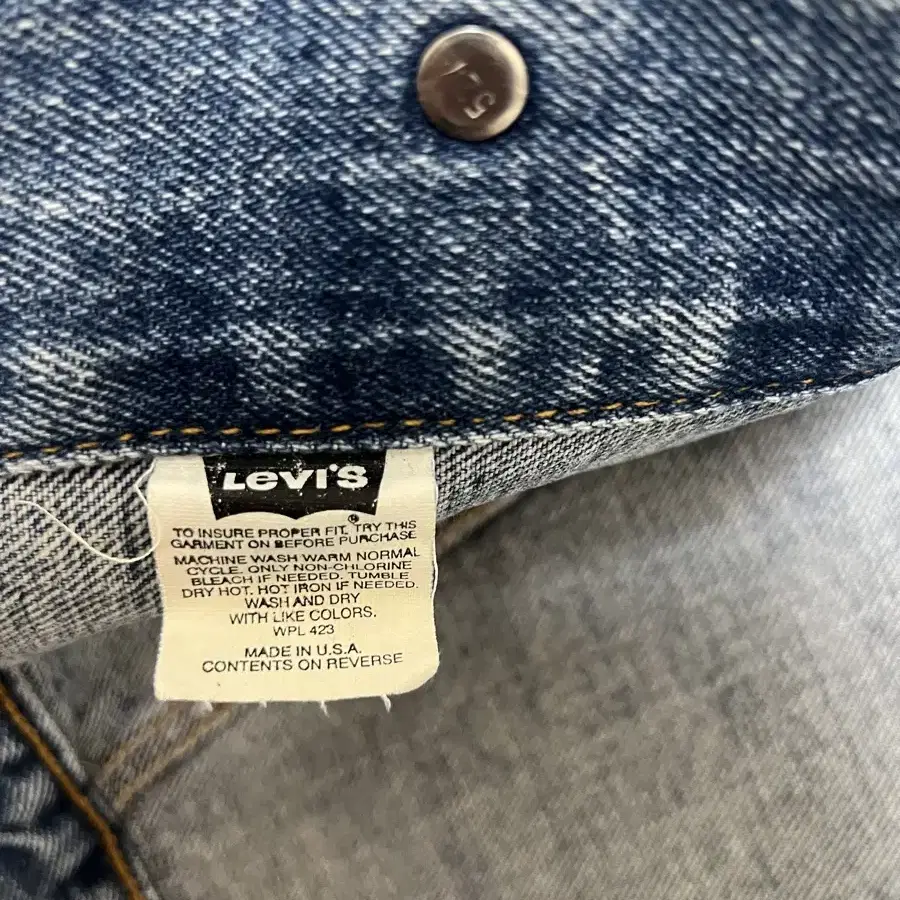 5
LEVI'S
®
TO INSURE PROPER FIT, TRY THIS
GARMENT ON BEFORE PURCHASE
MACHINE WASH WARM NORMAL
CYCLE. ONLY NON-CHLORINE
BLEACH IF NEEDED. TUMBLE
DRY HOT. HOT IRON IF NEEDED.
WASH AND DRY
WITH LIKE COLORS.
WPL 423
MADE IN U.S.A.
CONTENTS ON REVERSE